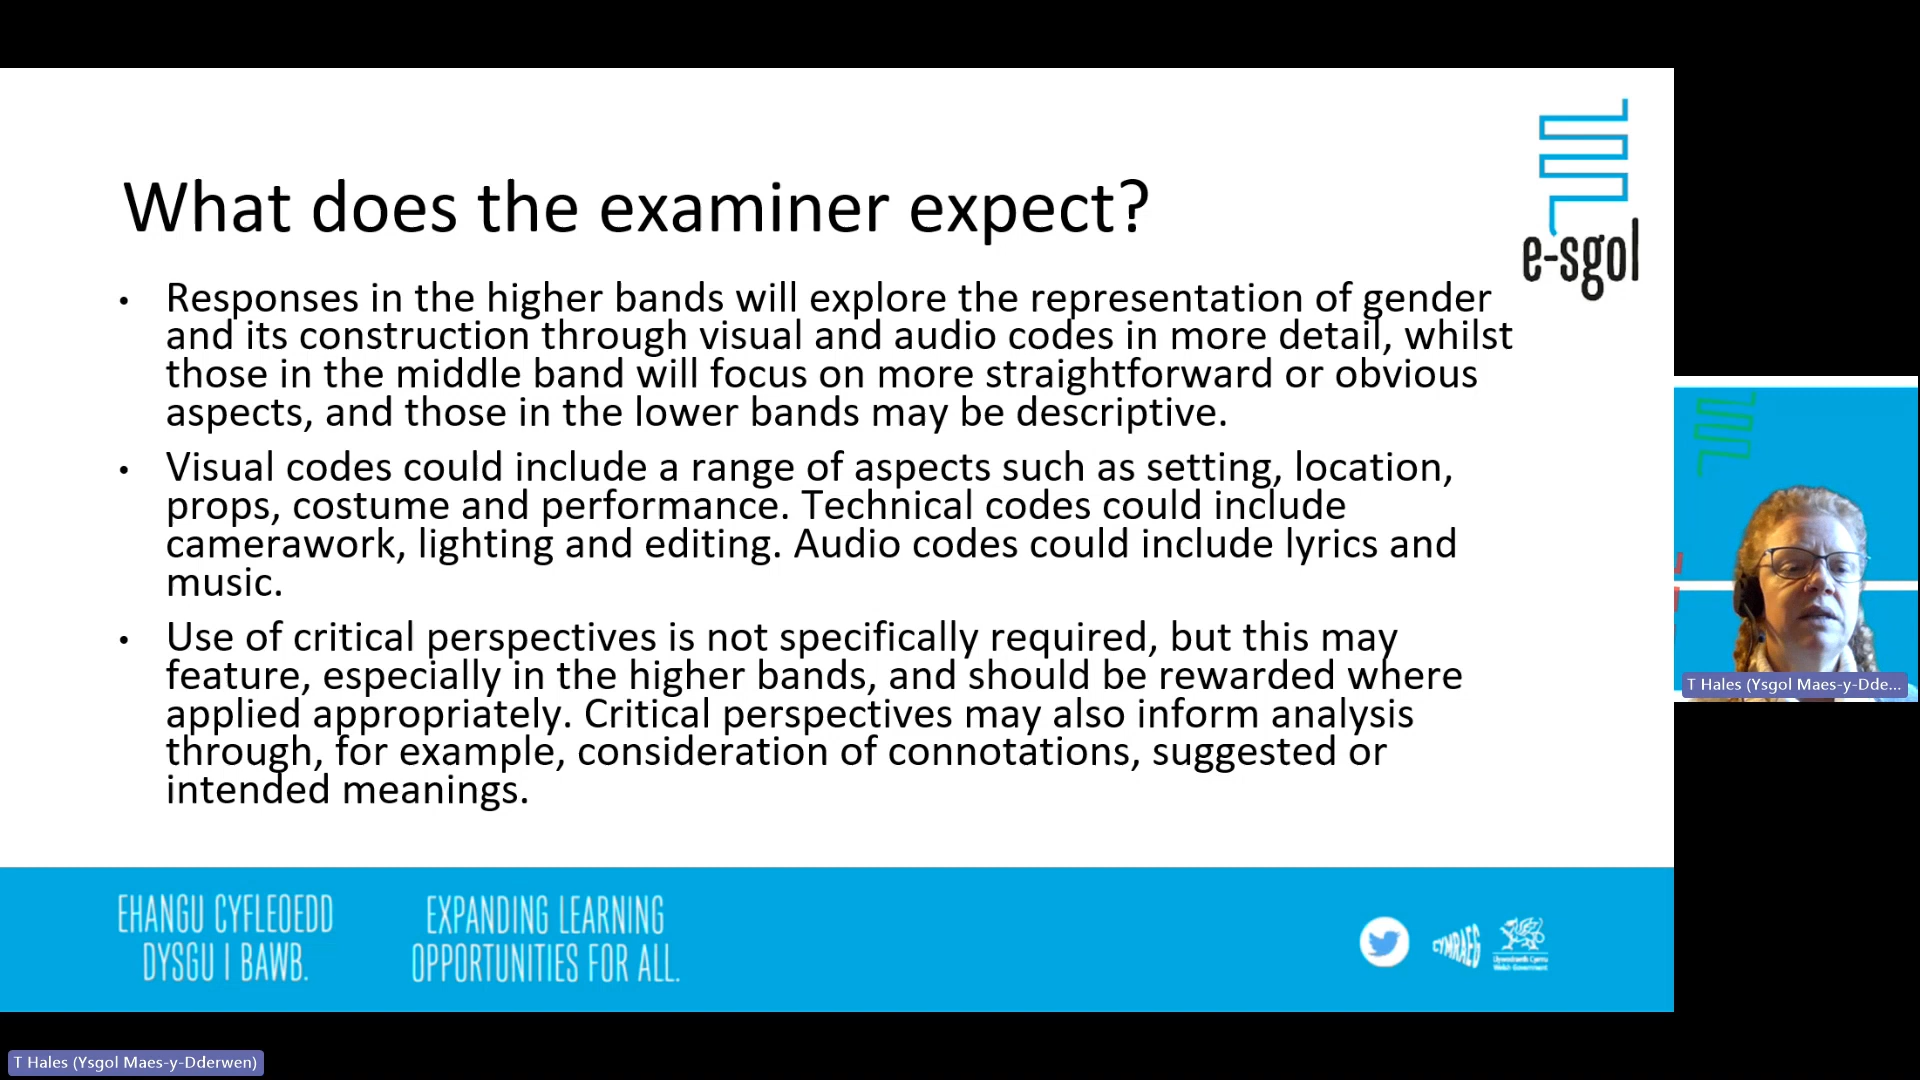 What does the examiner expect?
e-sgol
• Responses in the higher bands will explore the representation of gender
and its construction through visual and audio codes in more detail, whilst
those in the middle band will focus on more straightforward or obvious
aspects, and those in the lower bands may be descriptive.
• Visual codes could include a range of aspects such as setting, location,
props, costume and performance. Technical codes could include
camerawork, lighting and editing. Audio codes could include lyrics and
music.
• Use of critical perspectives is not specifically required, but this may
feature, especially in the higher bands, and should be rewarded where
applied appropriately. Critical perspectives may also inform analysis
through, for example, consideration of connotations, suggested or
intended meanings.
T Hales (Ysgol Maes-y-Dde...
EHANGU CYFLEOEDD
DYSGU I BAWB.
EXPANDING LEARNING
OPPORTUNITIES FOR ALL.
CYMRAEG
Llywodraeth Cymru
Welsh Government
T Hales (Ysgol Maes-y-Dderwen)